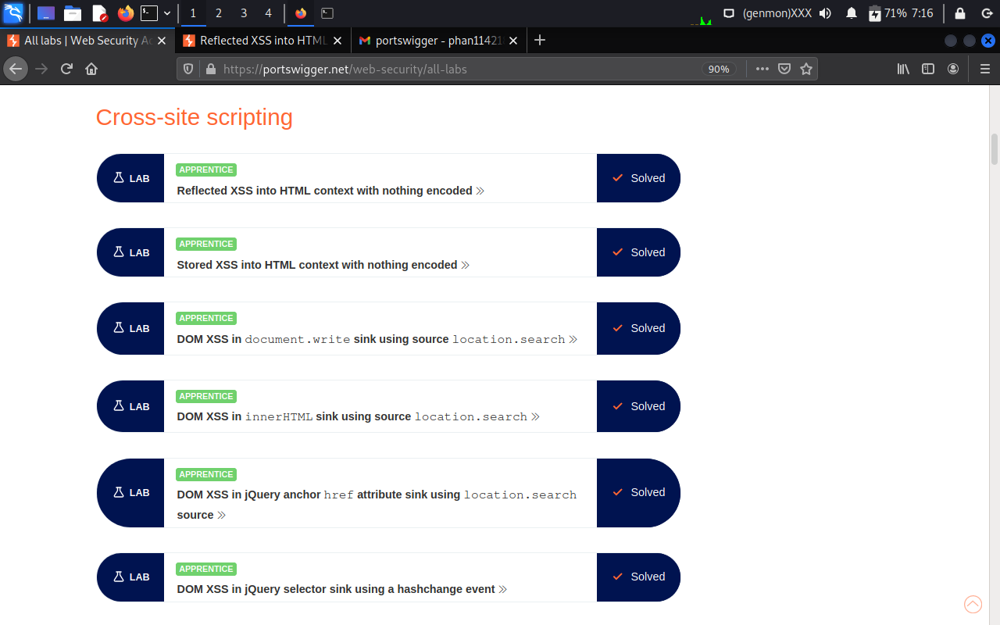 1 2 3 4 (genmon)XXX 71% 7:16
All labs | Web Security Ac Reflected XSS into HTML portswigger - phan11421
https://portswigger.net/web-security/all-labs 90%
Cross-site scripting
LAB
APPRENTICE
Reflected XSS into HTML context with nothing encoded
Solved
LAB
APPRENTICE
Stored XSS into HTML context with nothing encoded
Solved
LAB
APPRENTICE
DOM XSS in document.write sink using source location.search
Solved
LAB
APPRENTICE
DOM XSS in innerHTML sink using source location.search
Solved
LAB
APPRENTICE
DOM XSS in jQuery anchor href attribute sink using location.search
source
Solved
LAB
APPRENTICE
DOM XSS in jQuery selector sink using a hashchange event
Solved